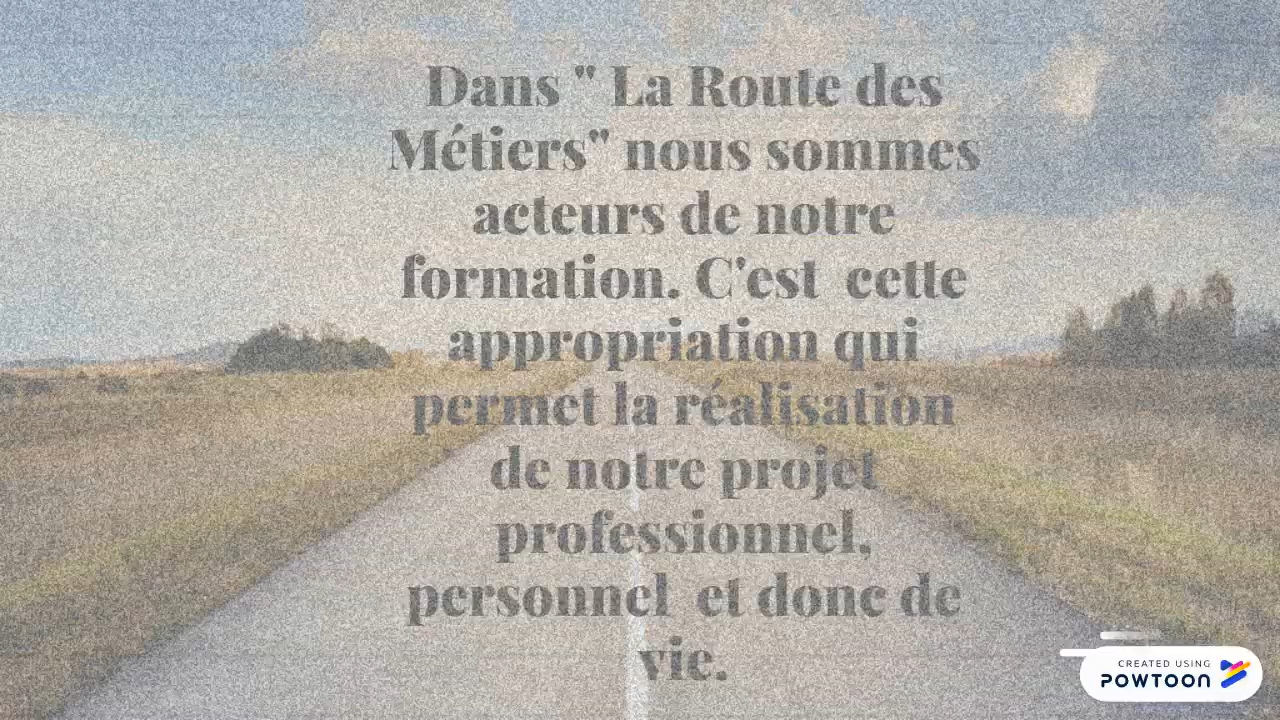 Dans " La Route des
Métiers" nous sommes
acteurs de notre
formation. C'est  cette
appropriation qui
permet la réalisation
de notre projet
professionnel,
personnel  et donc de
vie.
CREATED USING
POWTOON